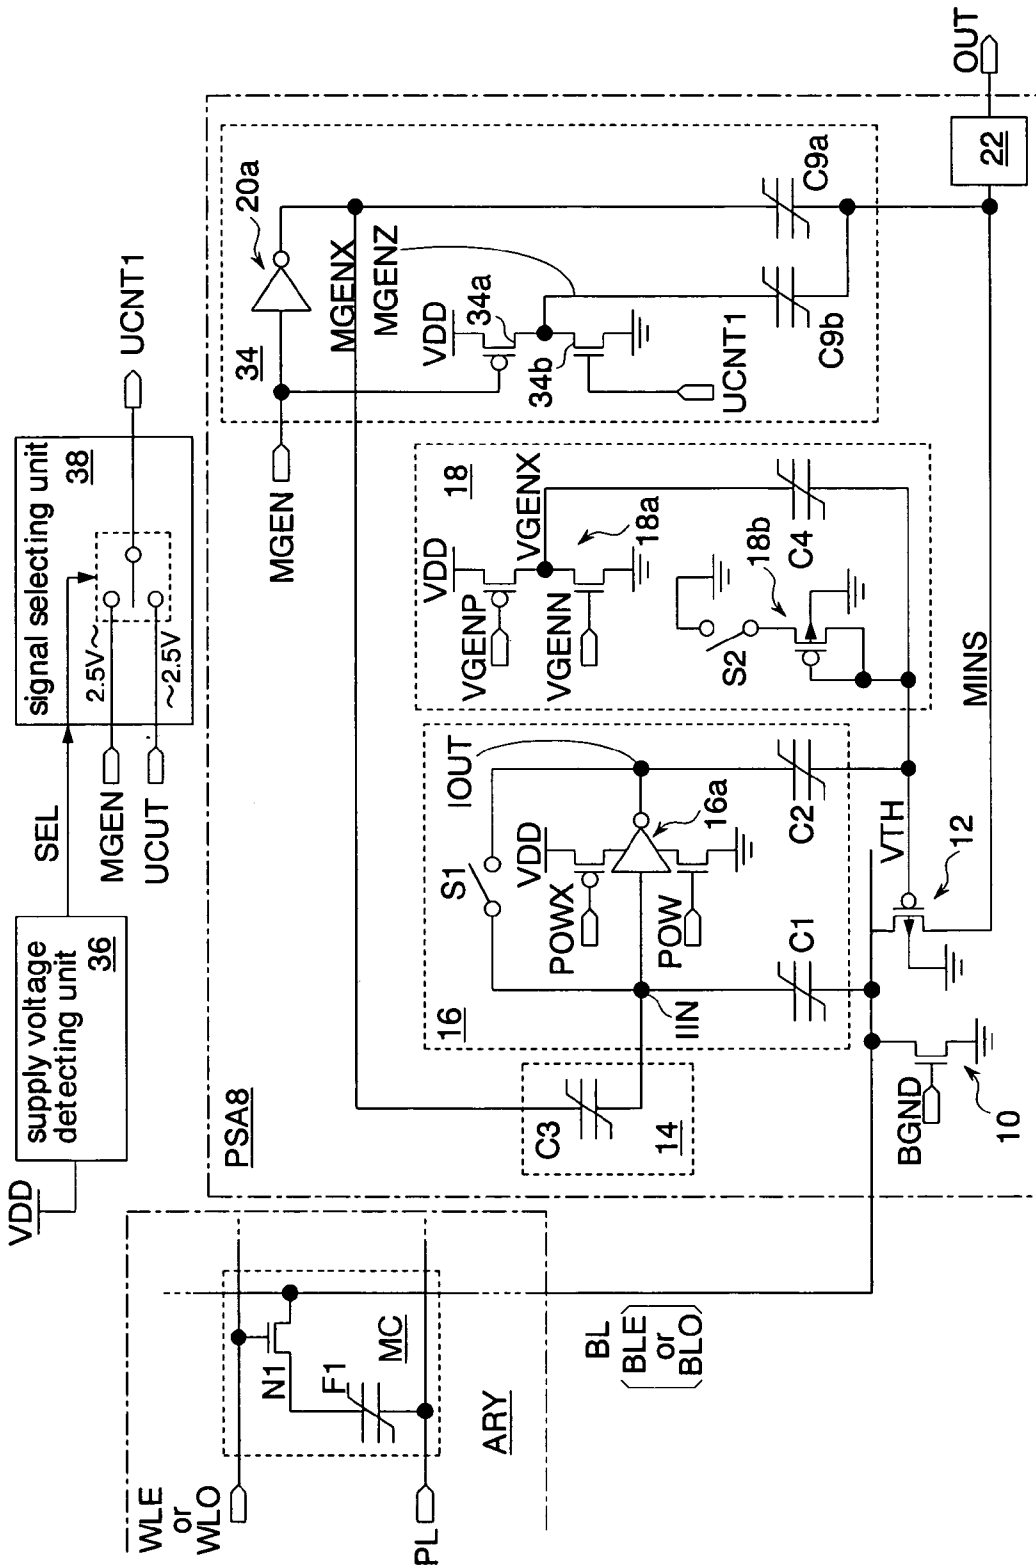 VDD
supply voltage
detecting unit
36
SEL
MGEN
UCUT
signal selecting unit
38
2.5V～
～2.5V
UCNT1
WLE
or
WLO
PL
N1
F1
MC
ARY
BL
BLE
or
BLO
PSA8
C3
14
16
S1
IOUT
VDD
POWX
POW
16a
IIN
C1
C2
BGND
10
VTH
12
MINS
18
VDD
VGENP
VGENX
VGENN
18a
S2
18b
C4
MGEN
34
20a
MGENX
MGENZ
VDD
34a
34b
UCNT1
C9b
C9a
22
OUT